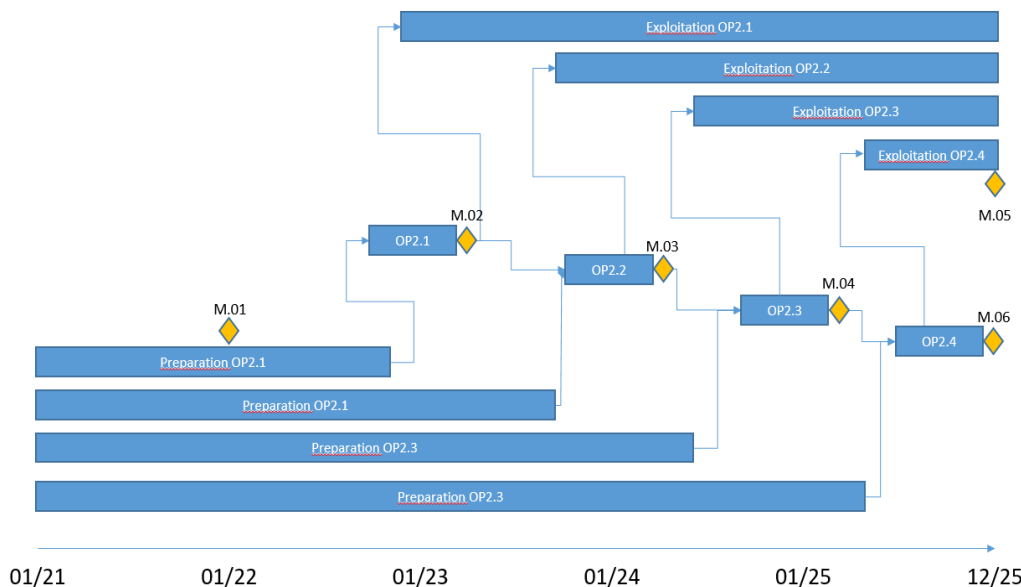 Exploitation OP2.1
Exploitation OP2.2
Exploitation OP2.3
Exploitation OP2.4
M.05
M.02
OP2.1
M.03
OP2.2
M.04
OP2.3
M.06
OP2.4
M.01
Preparation OP2.1
Preparation OP2.1
Preparation OP2.3
Preparation OP2.3
01/21 01/22 01/23 01/24 01/25 12/25